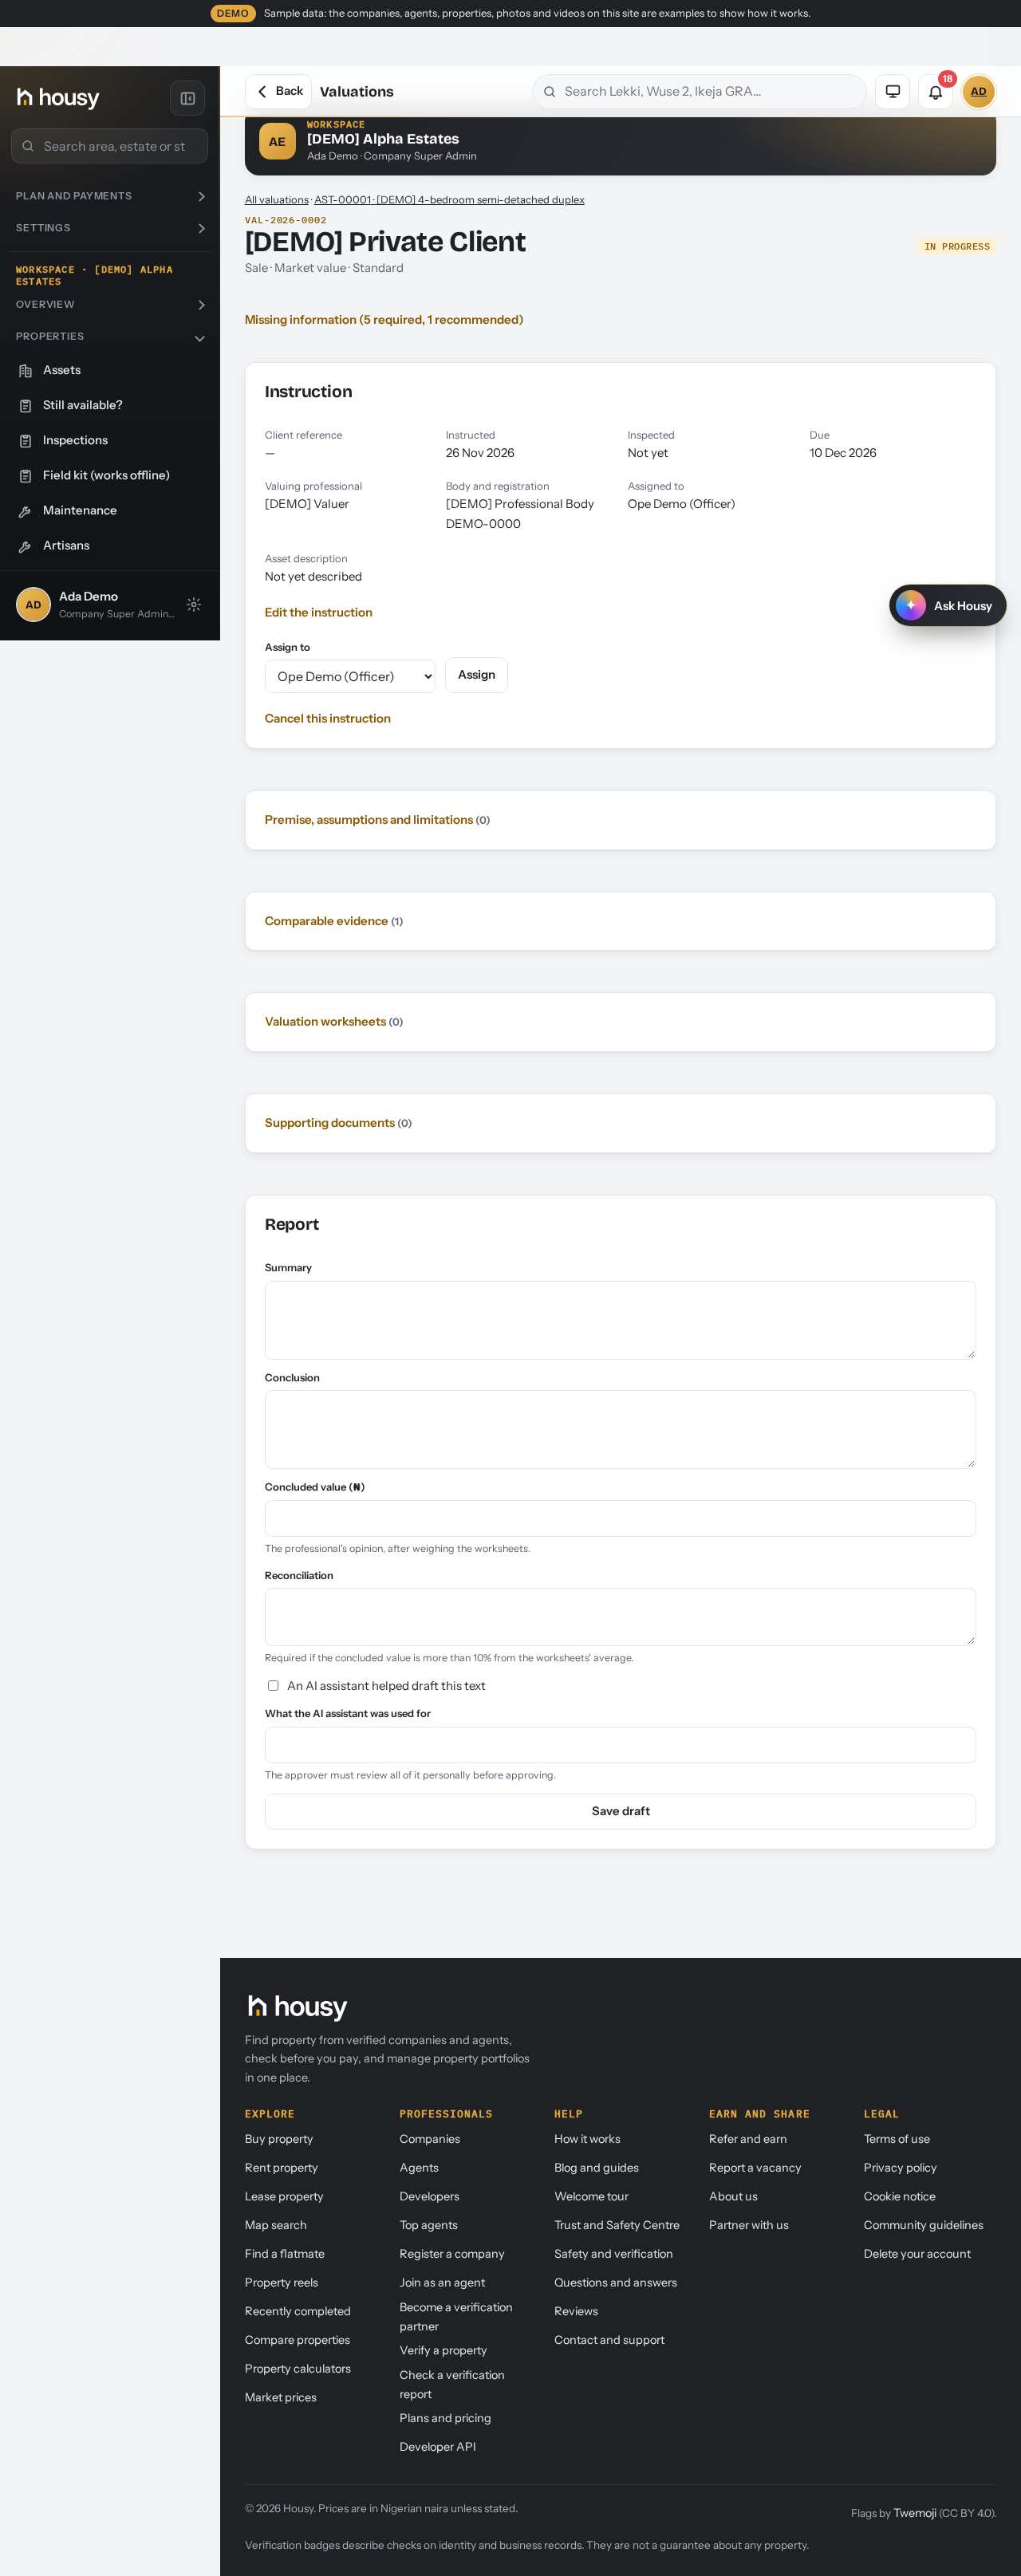 DEMO Sample data: the companies, agents, properties, photos and videos on this site are examples to show how it works.
housy
Search area, estate or st
PLAN AND PAYMENTS
SETTINGS
WORKSPACE · [DEMO] ALPHA
ESTATES
OVERVIEW
PROPERTIES
Assets
Still available?
Inspections
Field kit (works offline)
Maintenance
Artisans
AD
Ada Demo
Company Super Admin...
Back
Valuations
Search Lekki, Wuse 2, Ikeja GRA...
18
AD
AE
WORKSPACE
[DEMO] Alpha Estates
Ada Demo · Company Super Admin
All valuations · AST-00001 · [DEMO] 4-bedroom semi-detached duplex
VAL-2026-0002
[DEMO] Private Client
IN PROGRESS
Sale · Market value · Standard
Missing information (5 required, 1 recommended)
Instruction
Client reference
—
Instructed
26 Nov 2026
Inspected
Not yet
Due
10 Dec 2026
Valuing professional
[DEMO] Valuer
Body and registration
[DEMO] Professional Body
DEMO-0000
Assigned to
Ope Demo (Officer)
Asset description
Not yet described
Edit the instruction
Ask Housy
Assign to
Ope Demo (Officer)
Assign
Cancel this instruction
Premise, assumptions and limitations (0)
Comparable evidence (1)
Valuation worksheets (0)
Supporting documents (0)
Report
Summary
Conclusion
Concluded value (₦)
The professional's opinion, after weighing the worksheets.
Reconciliation
Required if the concluded value is more than 10% from the worksheets' average.
An AI assistant helped draft this text
What the AI assistant was used for
The approver must review all of it personally before approving.
Save draft
housy
Find property from verified companies and agents,
check before you pay, and manage property portfolios
in one place.
EXPLORE
Buy property
Rent property
Lease property
Map search
Find a flatmate
Property reels
Recently completed
Compare properties
Property calculators
Market prices
PROFESSIONALS
Companies
Agents
Developers
Top agents
Register a company
Join as an agent
Become a verification
partner
Verify a property
Check a verification
report
Plans and pricing
Developer API
HELP
How it works
Blog and guides
Welcome tour
Trust and Safety Centre
Safety and verification
Questions and answers
Reviews
Contact and support
EARN AND SHARE
Refer and earn
Report a vacancy
About us
Partner with us
LEGAL
Terms of use
Privacy policy
Cookie notice
Community guidelines
Delete your account
© 2026 Housy. Prices are in Nigerian naira unless stated.
Flags by Twemoji (CC BY 4.0).
Verification badges describe checks on identity and business records. They are not a guarantee about any property.